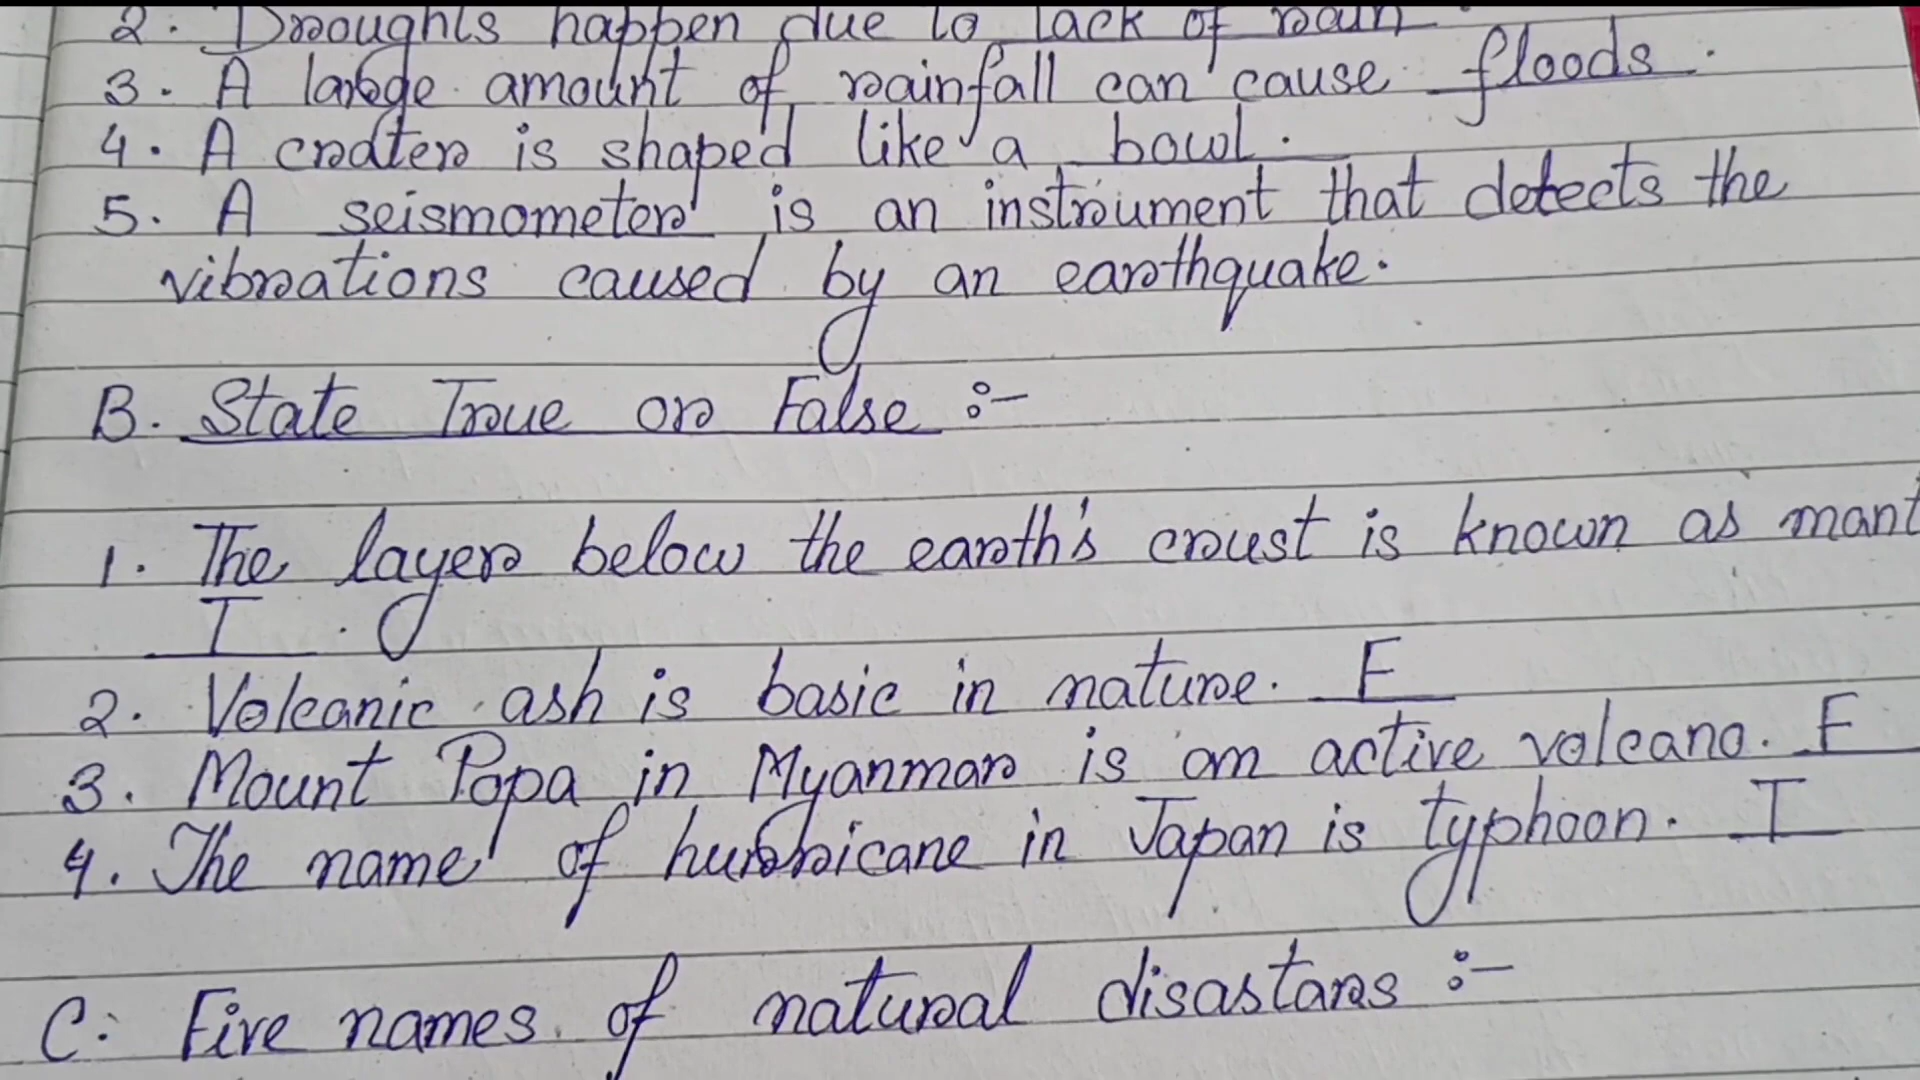 2. Droughts happen due to lack of rain.
3. A large amount of rainfall can cause floods.
4. A crater is shaped like a bowl.
5. A seismometer is an instrument that detects the
vibrations caused by an earthquake.
B. State True or False :-
1. The layer below the earth's crust is known as mant
T.
2. Volcanic ash is basic in nature. F
3. Mount Popa in Myanmar is an active volcano. F
4. The name of hurricane in Japan is typhoon. T
C. Five names of natural disastars :-